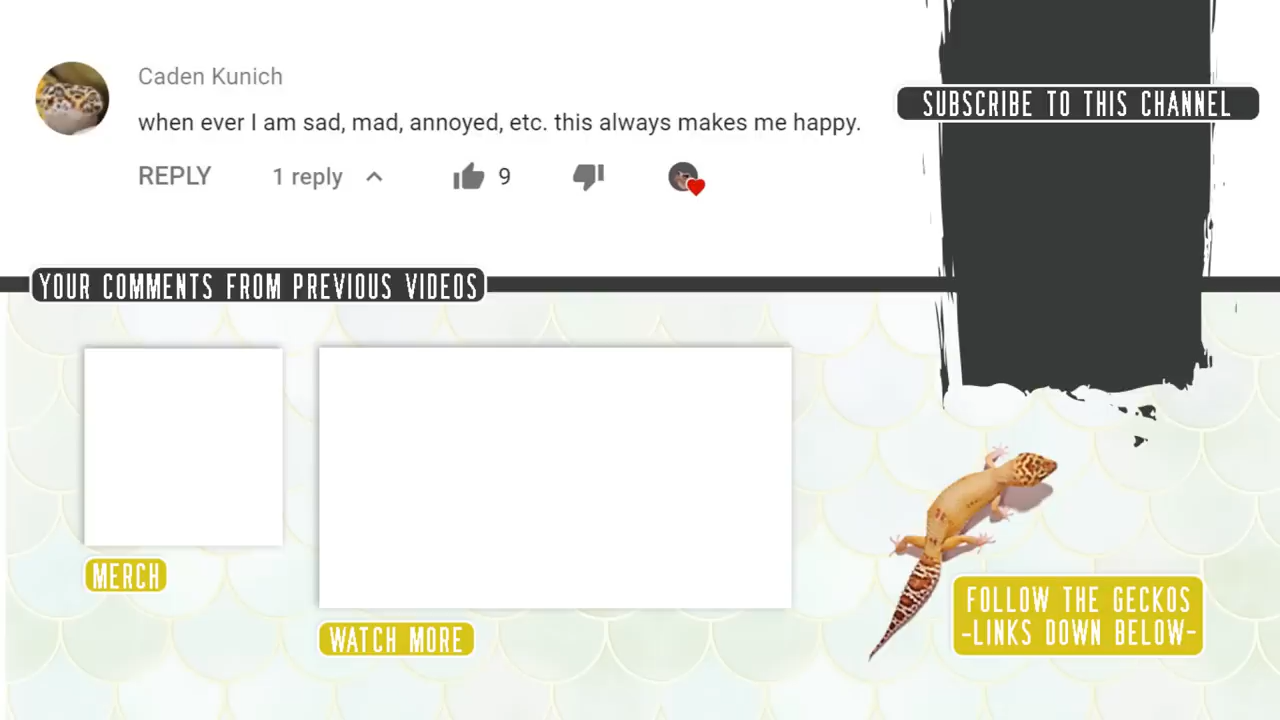 Caden Kunich
when ever I am sad, mad, annoyed, etc. this always makes me happy.
REPLY 1 reply 9
SUBSCRIBE TO THIS CHANNEL
YOUR COMMENTS FROM PREVIOUS VIDEOS
MERCH
WATCH MORE
FOLLOW THE GECKOS
-LINKS DOWN BELOW-